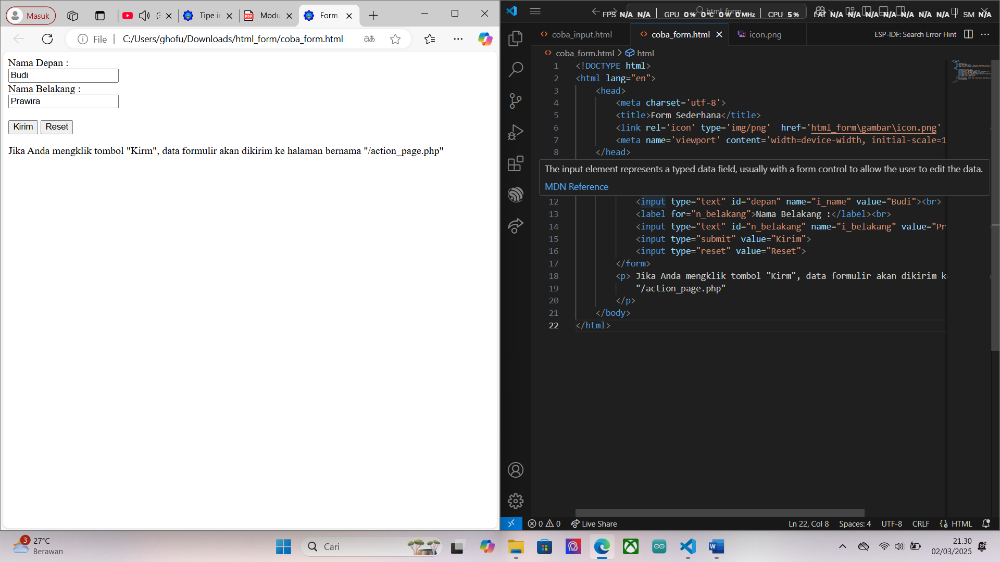 Masuk
Tipe i
Modu
Form
File
C:/Users/ghofu/Downloads/html_form/coba_form.html
Nama Depan :
Budi
Nama Belakang :
Prawira
Kirim Reset
Jika Anda mengklik tombol "Kirm", data formulir akan dikirim ke halaman bernama "/action_page.php"
html_form
FPS N/A N/A GPU 0% 0°C 0W 0MHz CPU 5% LAT N/A N/A N/A N/A N/A N/A N/A SM N/A
coba_input.html coba_form.html icon.png ESP-IDF: Search Error Hint
coba_form.html > html
1 <!DOCTYPE html>
2 <html lang="en">
3 <head>
4 <meta charset='utf-8'>
5 <title>Form Sederhana</title>
6 <link rel='icon' type='img/png' href='html_form\gambar\icon.png'
7 <meta name='viewport' content='width=device-width, initial-scale=1
8 </head>
The input element represents a typed data field, usually with a form control to allow the user to edit the data.
MDN Reference
12 <input type="text" id="depan" name="i_name" value="Budi"><br>
13 <label for="n_belakang">Nama Belakang :</label><br>
14 <input type="text" id="n_belakang" name="i_belakang" value="Pr
15 <input type="submit" value="Kirim">
16 <input type="reset" value="Reset">
17 </form>
18 <p> Jika Anda mengklik tombol "Kirm", data formulir akan dikirim k
19 "/action_page.php"
20 </p>
21 </body>
22 </html>
0 0 Live Share Ln 22, Col 8 Spaces: 4 UTF-8 CRLF HTML
3
27°C
Berawan
Cari
21.30
02/03/2025